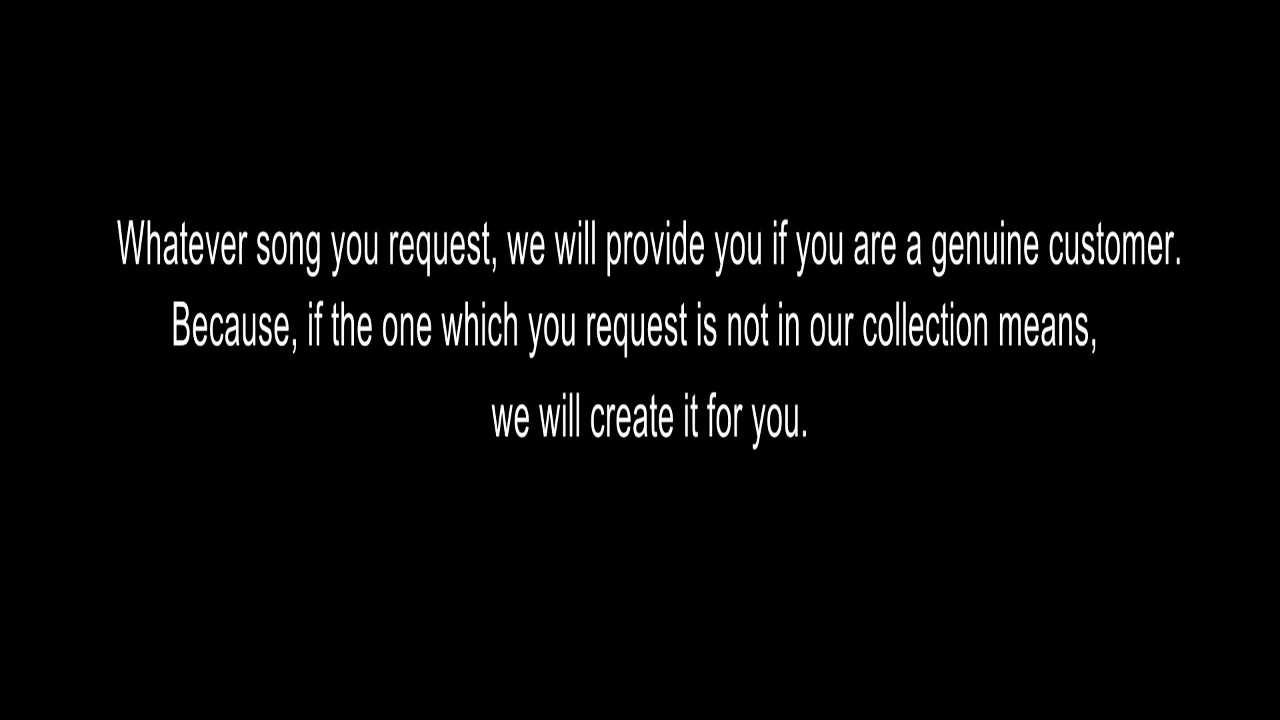 Whatever song you request, we will provide you if you are a genuine customer.
Because, if the one which you request is not in our collection means,
we will create it for you.